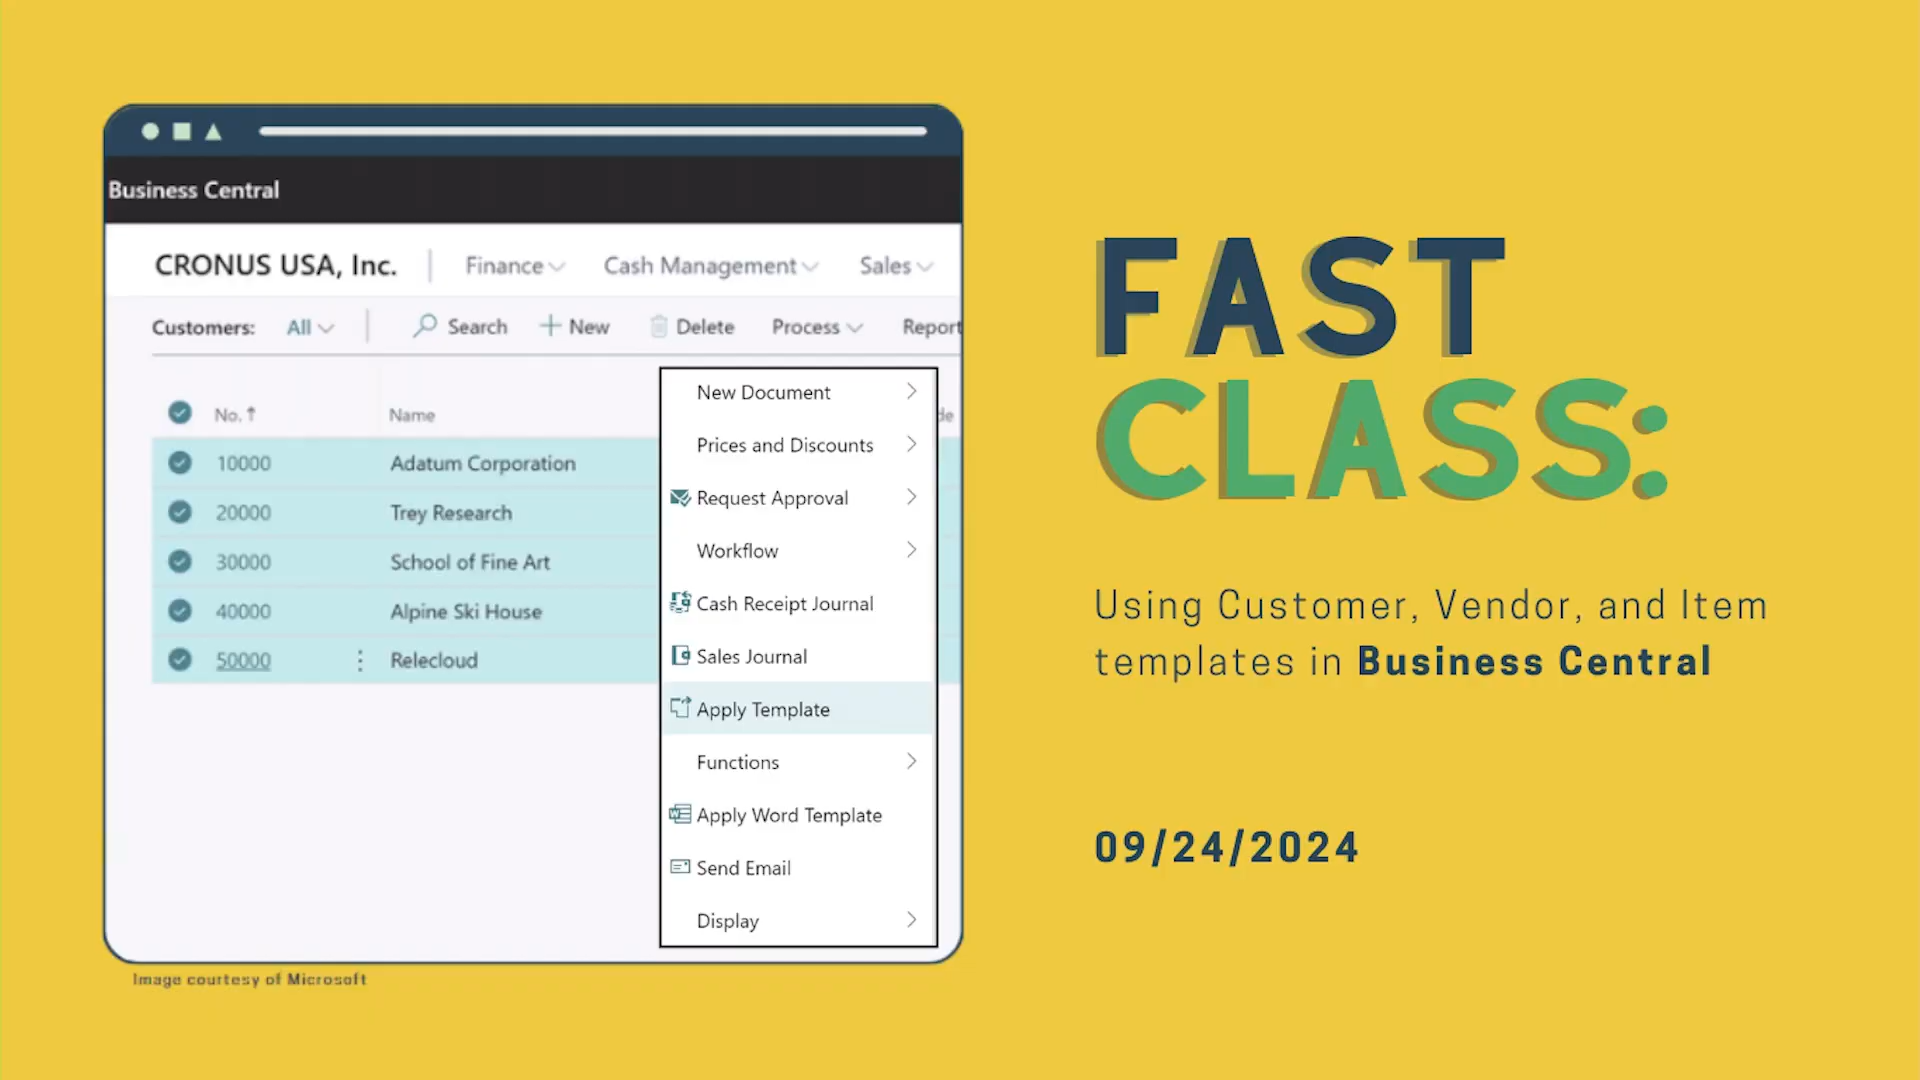 Business Central
CRONUS USA, Inc. Finance Cash Management Sales
Customers: All Search New Delete Process Report
No. ↑ Name
10000 Adatum Corporation
20000 Trey Research
30000 School of Fine Art
40000 Alpine Ski House
50000 Relecloud
New Document
Prices and Discounts
Request Approval
Workflow
Cash Receipt Journal
Sales Journal
Apply Template
Functions
Apply Word Template
Send Email
Display
Image courtesy of Microsoft
FAST
CLASS:
Using Customer, Vendor, and Item
templates in Business Central
09/24/2024